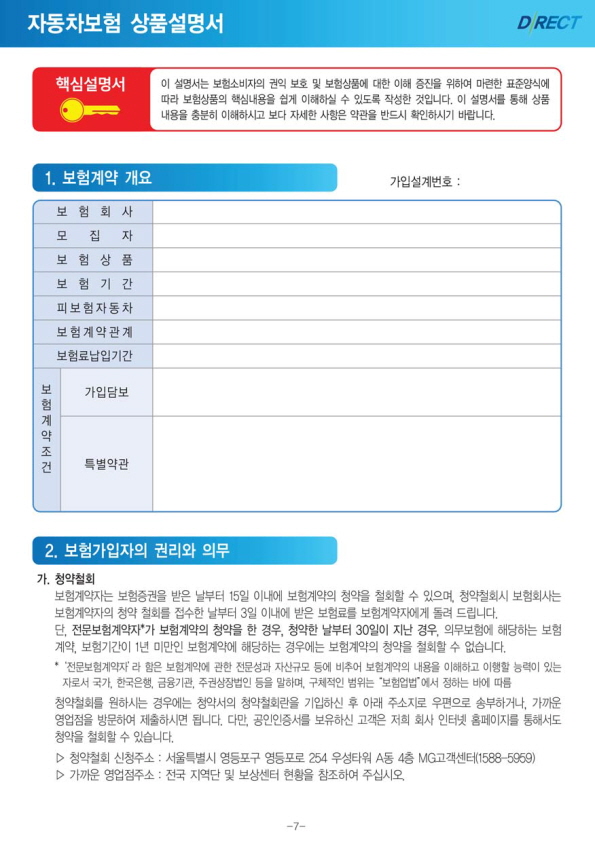 자동차보험 상품설명서
DIRECT
핵심설명서
이 설명서는 보험소비자의 권익 보호 및 보험상품에 대한 이해 증진을 위하여 마련한 표준양식에
따라 보험상품의 핵심내용을 쉽게 이해하실 수 있도록 작성한 것입니다. 이 설명서를 통해 상품
내용을 충분히 이해하시고 보다 자세한 사항은 약관을 반드시 확인하시기 바랍니다.
1. 보험계약 개요
가입설계번호 :
보 험 회 사
모 집 자
보 험 상 품
보 험 기 간
피보험자동차
보험계약관계
보험료납입기간
보험계약조건
가입담보
특별약관
2. 보험가입자의 권리와 의무
가. 청약철회
보험계약자는 보험증권을 받은 날부터 15일 이내에 보험계약의 청약을 철회할 수 있으며, 청약철회시 보험회사는
보험계약자의 청약 철회를 접수한 날부터 3일 이내에 받은 보험료를 보험계약자에게 돌려 드립니다.
단, 전문보험계약자*가 보험계약의 청약을 한 경우, 청약한 날부터 30일이 지난 경우, 의무보험에 해당하는 보험
계약, 보험기간이 1년 미만인 보험계약에 해당하는 경우에는 보험계약의 청약을 철회할 수 없습니다.
* '전문보험계약자'라 함은 보험계약에 관한 전문성과 자산규모 등에 비추어 보험계약의 내용을 이해하고 이행할 능력이 있는
자로서 국가, 한국은행, 금융기관, 주권상장법인 등을 말하며, 구체적인 범위는 "보험업법"에서 정하는 바에 따름
청약철회를 원하시는 경우에는 청약서의 청약철회란을 기입하신 후 아래 주소지로 우편으로 송부하거나, 가까운
영업점을 방문하여 제출하시면 됩니다. 다만, 공인인증서를 보유하신 고객은 저희 회사 인터넷 홈페이지를 통해서도
청약을 철회할 수 있습니다.
▷ 청약철회 신청주소 : 서울특별시 영등포구 영등포로 254 우성타워 A동 4층 MG고객센터(1588-5959)
▷ 가까운 영업점주소 : 전국 지역단 및 보상센터 현황을 참조하여 주십시오.
-7-